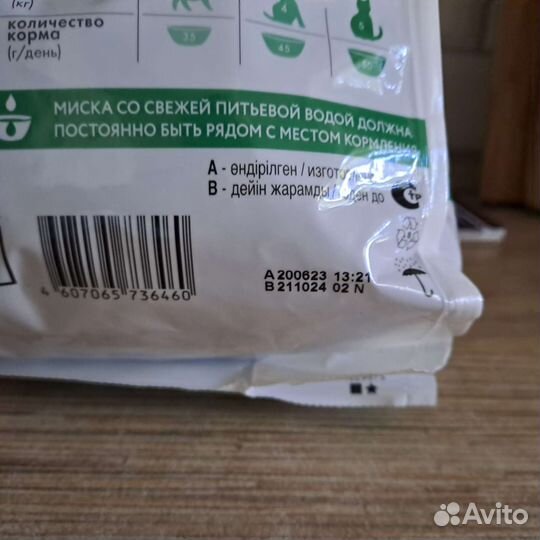 (кг)
количество
корма
(г/день)
4
5
35
45
МИСКА СО СВЕЖЕЙ ПИТЬЕВОЙ ВОДОЙ ДОЛЖНА
ПОСТОЯННО БЫТЬ РЯДОМ С МЕСТОМ КОРМЛЕНИЯ
A - өндірілген /
B - дейін жарамды / до
A 200623 13:21
B 211024 02 N
4 607065 736460
Avito